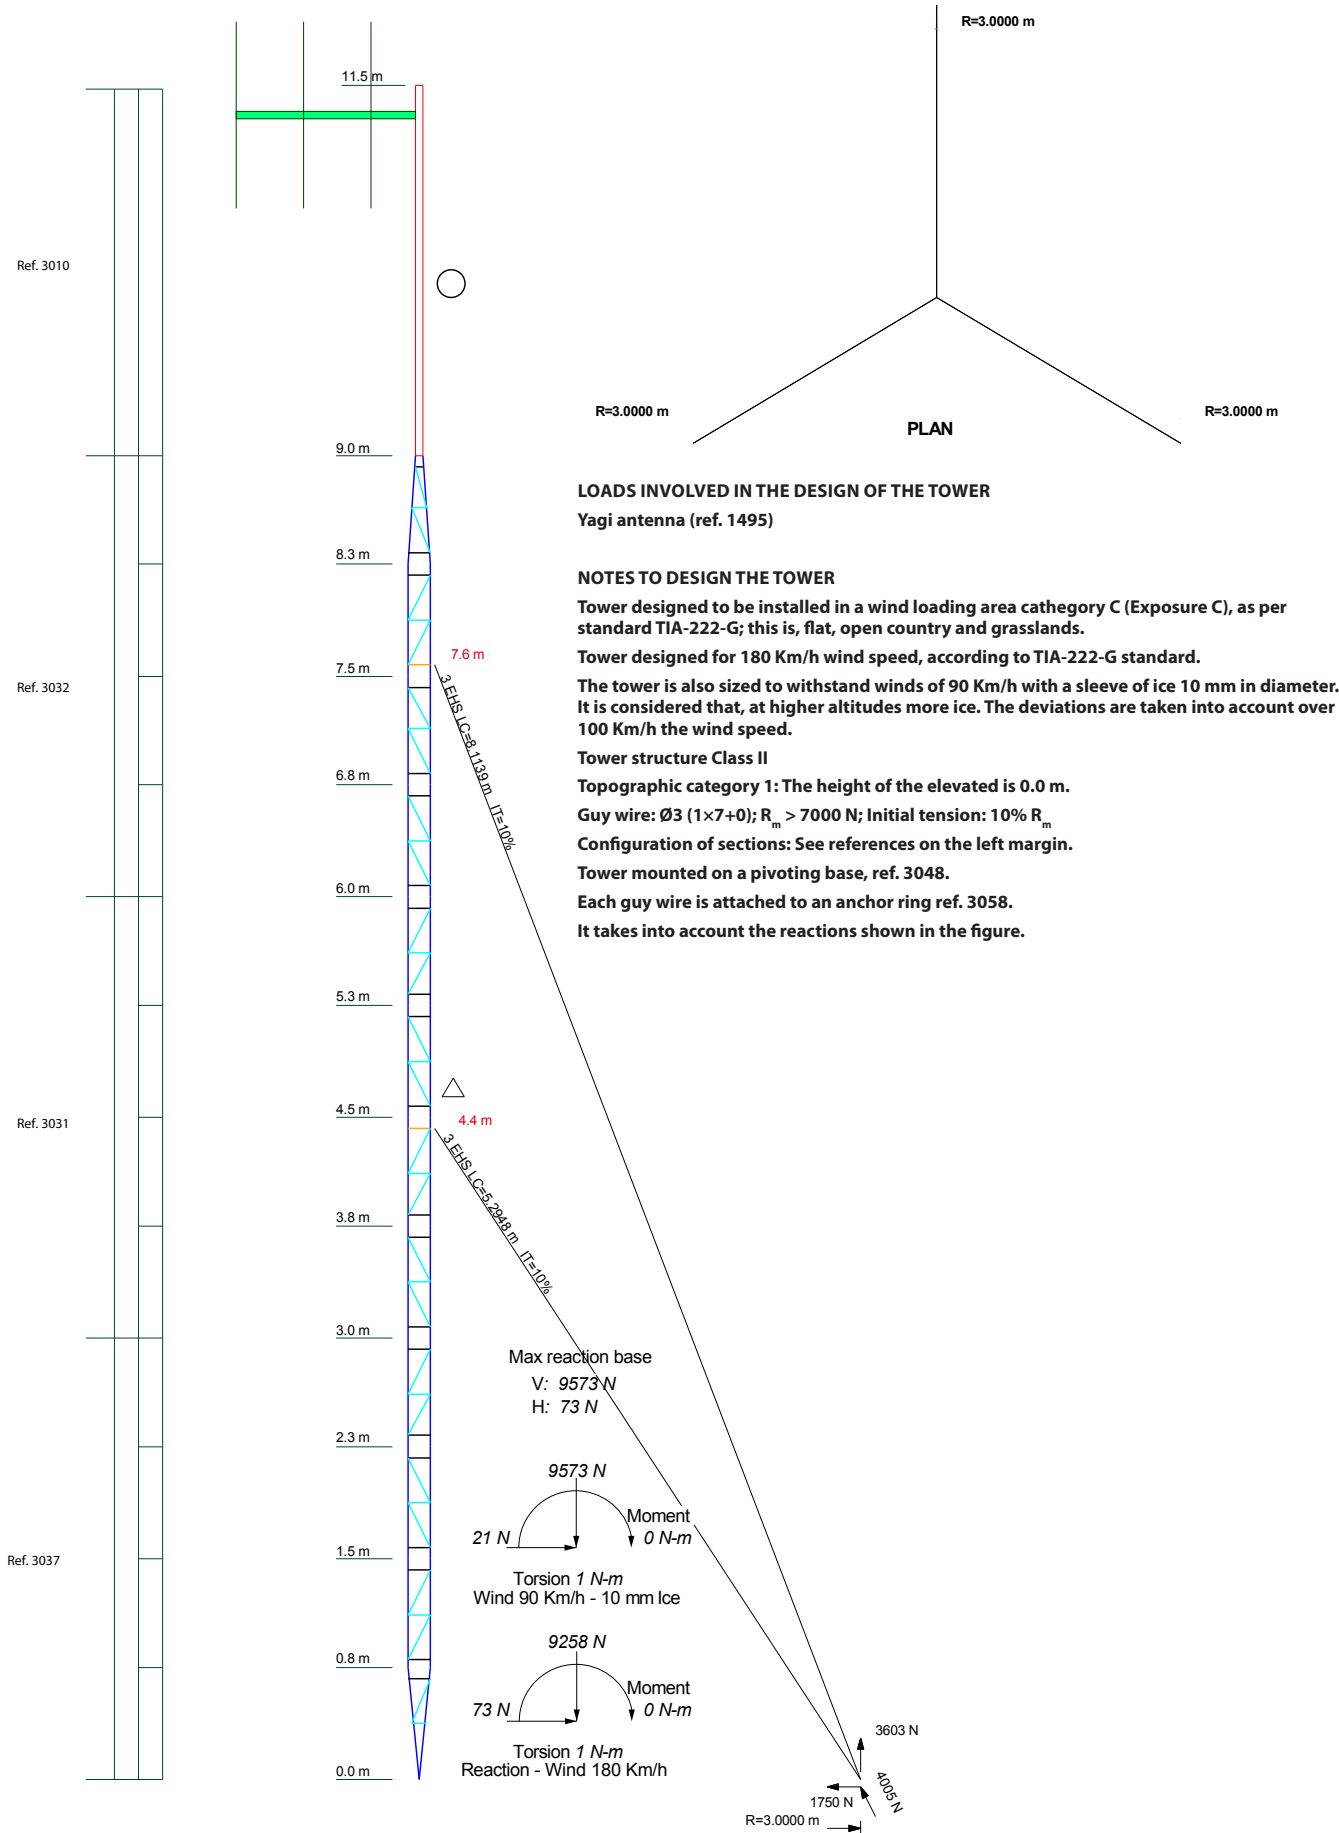 R=3.0000 m
11.5 m
Ref. 3010
R=3.0000 m
R=3.0000 m
PLAN
9.0 m
LOADS INVOLVED IN THE DESIGN OF THE TOWER
Yagi antenna (ref. 1495)
8.3 m
NOTES TO DESIGN THE TOWER
Tower designed to be installed in a wind loading area cathegory C (Exposure C), as per
standard TIA-222-G; this is, flat, open country and grasslands.
7.6 m
Tower designed for 180 Km/h wind speed, according to TIA-222-G standard.
7.5 m
Ref. 3032
3 EHS LC=8.1139 m IT=10%
The tower is also sized to withstand winds of 90 Km/h with a sleeve of ice 10 mm in diameter.
It is considered that, at higher altitudes more ice. The deviations are taken into account over
100 Km/h the wind speed.
Tower structure Class II
6.8 m
Topographic category 1: The height of the elevated is 0.0 m.
Guy wire: Ø3 (1×7+0); Rm > 7000 N; Initial tension: 10% Rm
Configuration of sections: See references on the left margin.
Tower mounted on a pivoting base, ref. 3048.
6.0 m
Each guy wire is attached to an anchor ring ref. 3058.
It takes into account the reactions shown in the figure.
5.3 m
4.5 m
4.4 m
Ref. 3031
3 EHS LC=5.2948 m IT=10%
3.8 m
3.0 m
Max reaction base
V: 9573 N
H: 73 N
2.3 m
9573 N
Moment
21 N
0 N-m
1.5 m
Ref. 3037
Torsion 1 N-m
Wind 90 Km/h - 10 mm Ice
9258 N
0.8 m
Moment
73 N
0 N-m
3603 N
Torsion 1 N-m
Reaction - Wind 180 Km/h
0.0 m
4005 N
1750 N
R=3.0000 m